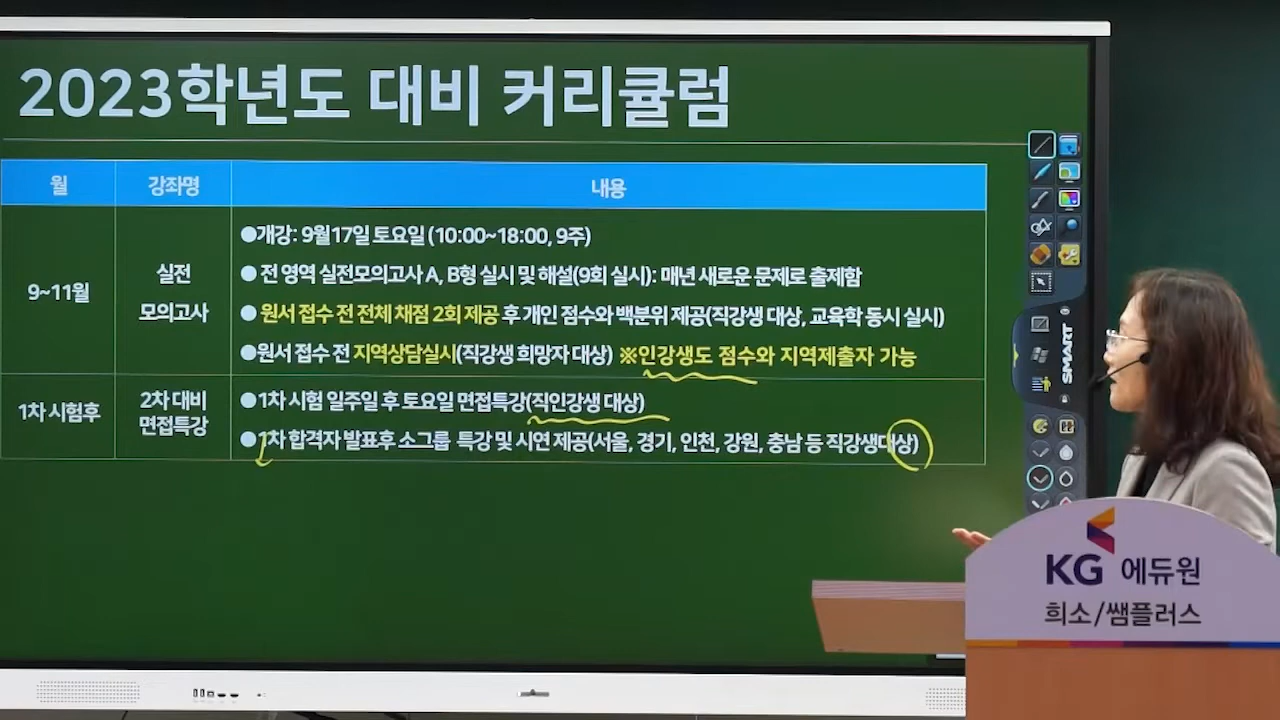 2023학년도 대비 커리큘럼
월 강좌명 내용
9~11월
실전
모의고사
●개강: 9월17일 토요일 (10:00~18:00, 9주)
● 전 영역 실전모의고사 A, B형 실시 및 해설(9회 실시): 매년 새로운 문제로 출제함
● 원서 접수 전 전체 채점 2회 제공 후 개인 점수와 백분위 제공(직강생 대상, 교육학 동시 실시)
●원서 접수 전 지역상담실시(직강생 희망자 대상) ※인강생도 점수와 지역제출자 가능
1차 시험후
2차 대비
면접특강
●1차 시험 일주일 후 토요일 면접특강(직인강생 대상)
●1차 합격자 발표후 소그룹 특강 및 시연 제공(서울, 경기, 인천, 강원, 충남 등 직강생대상)
SMART
KG 에듀원
희소/쌤플러스